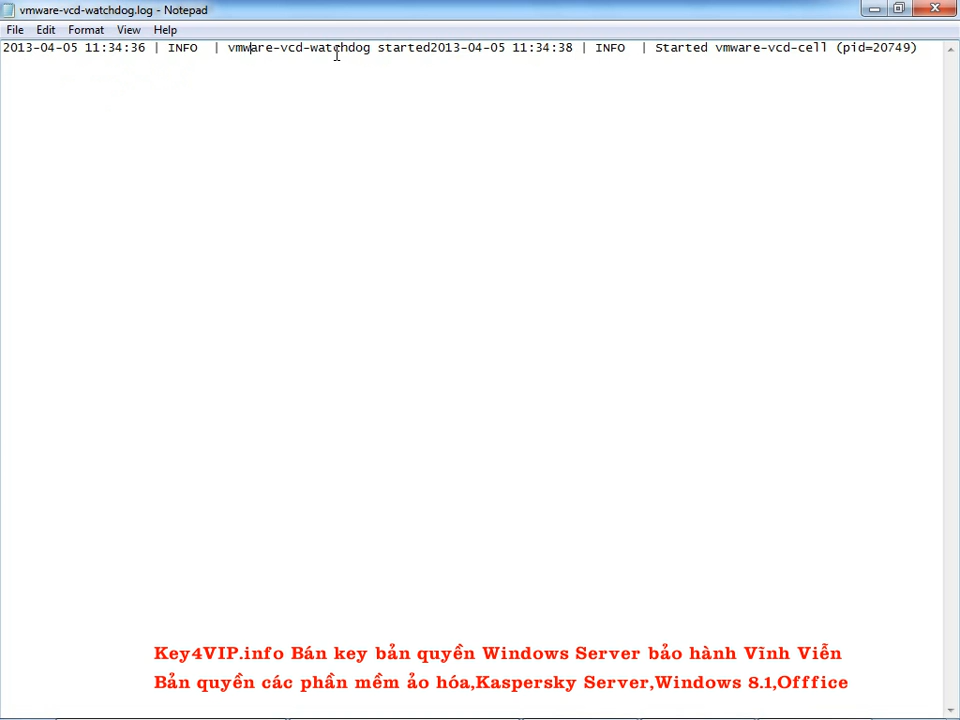 vmware-vcd-watchdog.log - Notepad
File Edit Format View Help
2013-04-05 11:34:36 | INFO  | vmware-vcd-watchdog started2013-04-05 11:34:38 | INFO  | Started vmware-vcd-cell (pid=20749)
Key4VIP.info Bán key bản quyền Windows Server bảo hành Vĩnh Viễn
Bản quyền các phần mềm ảo hóa,Kaspersky Server,Windows 8.1,Offfice